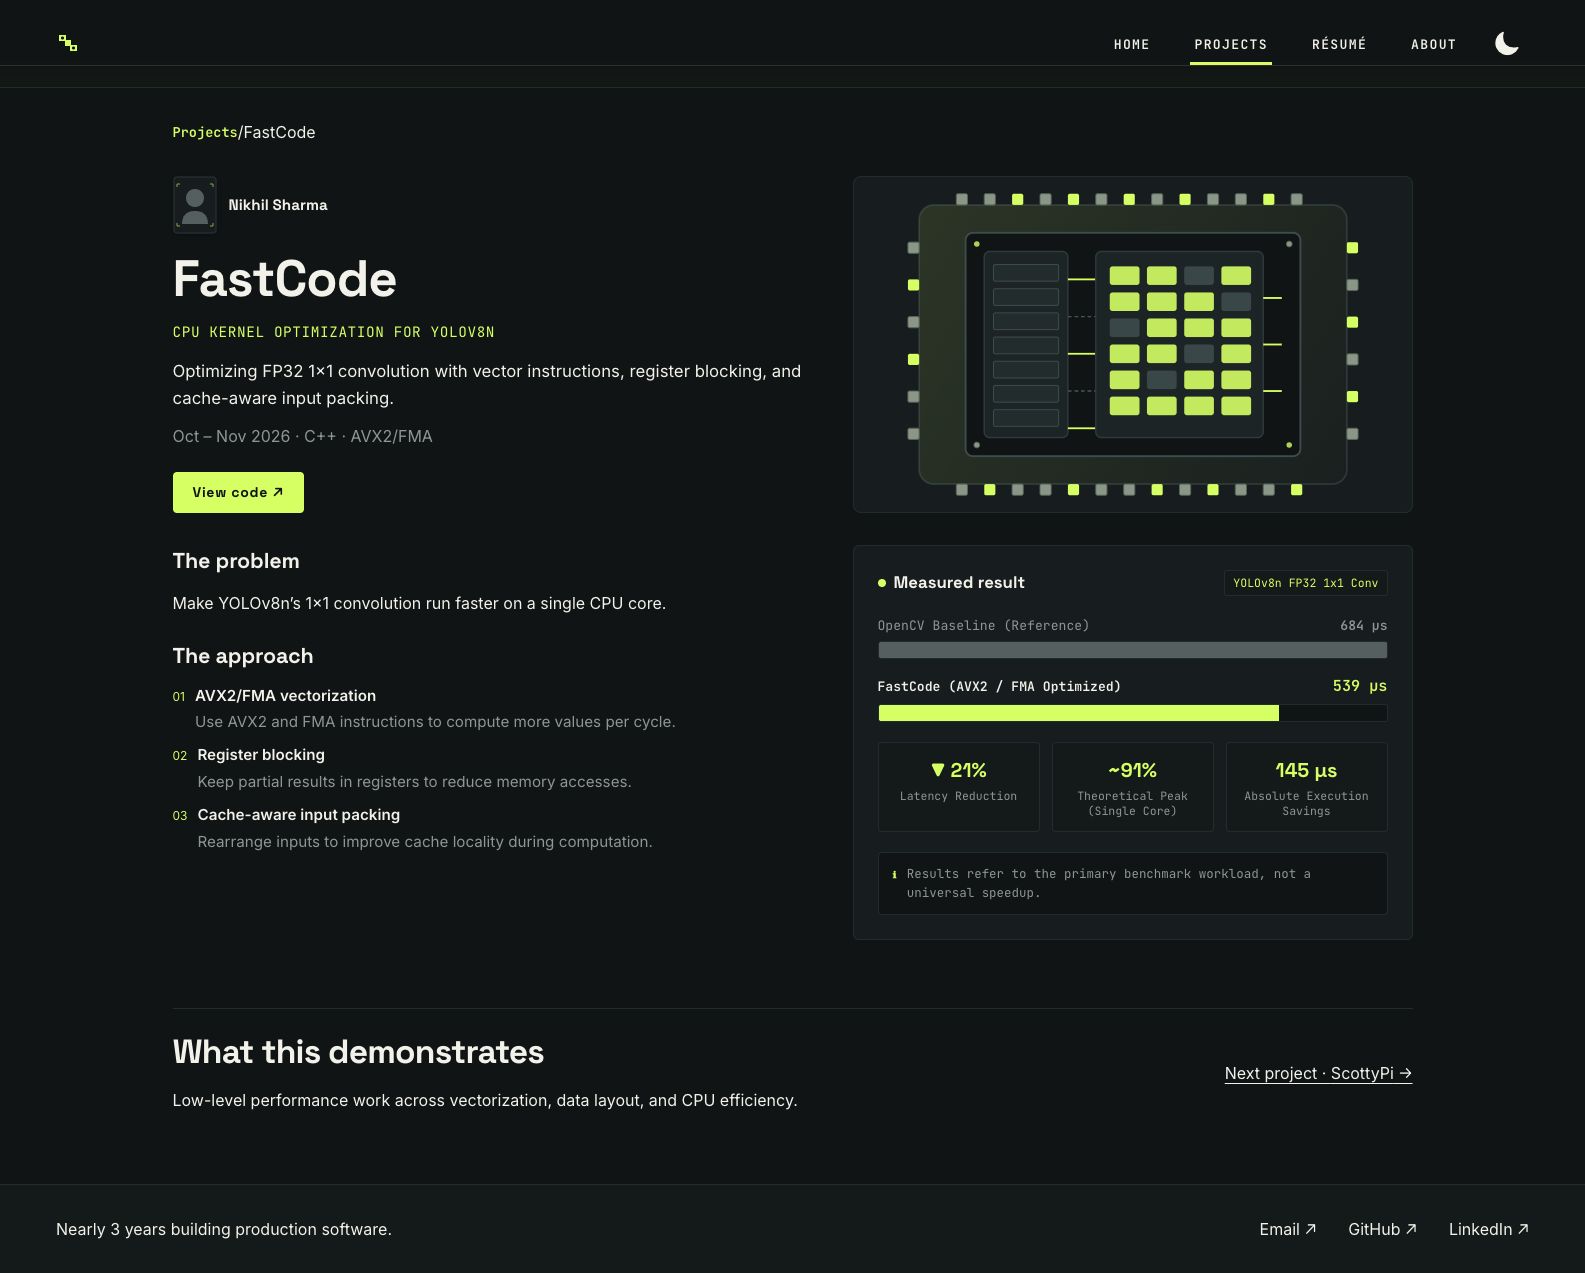 HOME PROJECTS RÉSUMÉ ABOUT
Projects/FastCode
Nikhil Sharma
FastCode
CPU KERNEL OPTIMIZATION FOR YOLOV8N
Optimizing FP32 1×1 convolution with vector instructions, register blocking, and
cache-aware input packing.
Oct – Nov 2026 · C++ · AVX2/FMA
View code ↗
The problem
Make YOLOv8n’s 1×1 convolution run faster on a single CPU core.
The approach
01 AVX2/FMA vectorization
Use AVX2 and FMA instructions to compute more values per cycle.
02 Register blocking
Keep partial results in registers to reduce memory accesses.
03 Cache-aware input packing
Rearrange inputs to improve cache locality during computation.
Measured result
YOLOv8n FP32 1x1 Conv
OpenCV Baseline (Reference) 684 µs
FastCode (AVX2 / FMA Optimized) 539 µs
▼ 21%
Latency Reduction
~91%
Theoretical Peak
(Single Core)
145 µs
Absolute Execution
Savings
ℹ Results refer to the primary benchmark workload, not a
universal speedup.
What this demonstrates
Low-level performance work across vectorization, data layout, and CPU efficiency.
Next project · ScottyPi →
Nearly 3 years building production software.
Email ↗ GitHub ↗ LinkedIn ↗